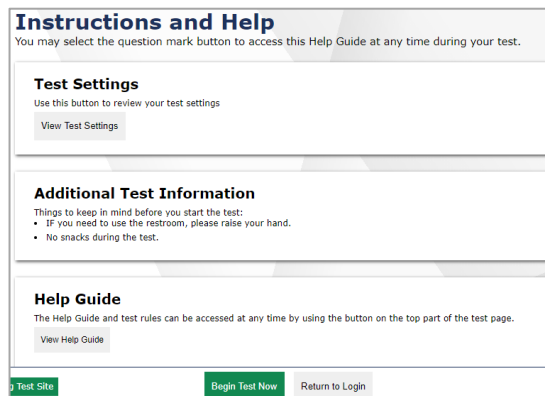 Instructions and Help
You may select the question mark button to access this Help Guide at any time during your test.
Test Settings
Use this button to review your test settings
View Test Settings
Additional Test Information
Things to keep in mind before you start the test:
• IF you need to use the restroom, please raise your hand.
• No snacks during the test.
Help Guide
The Help Guide and test rules can be accessed at any time by using the button on the top part of the test page.
View Help Guide
g Test Site
Begin Test Now
Return to Login